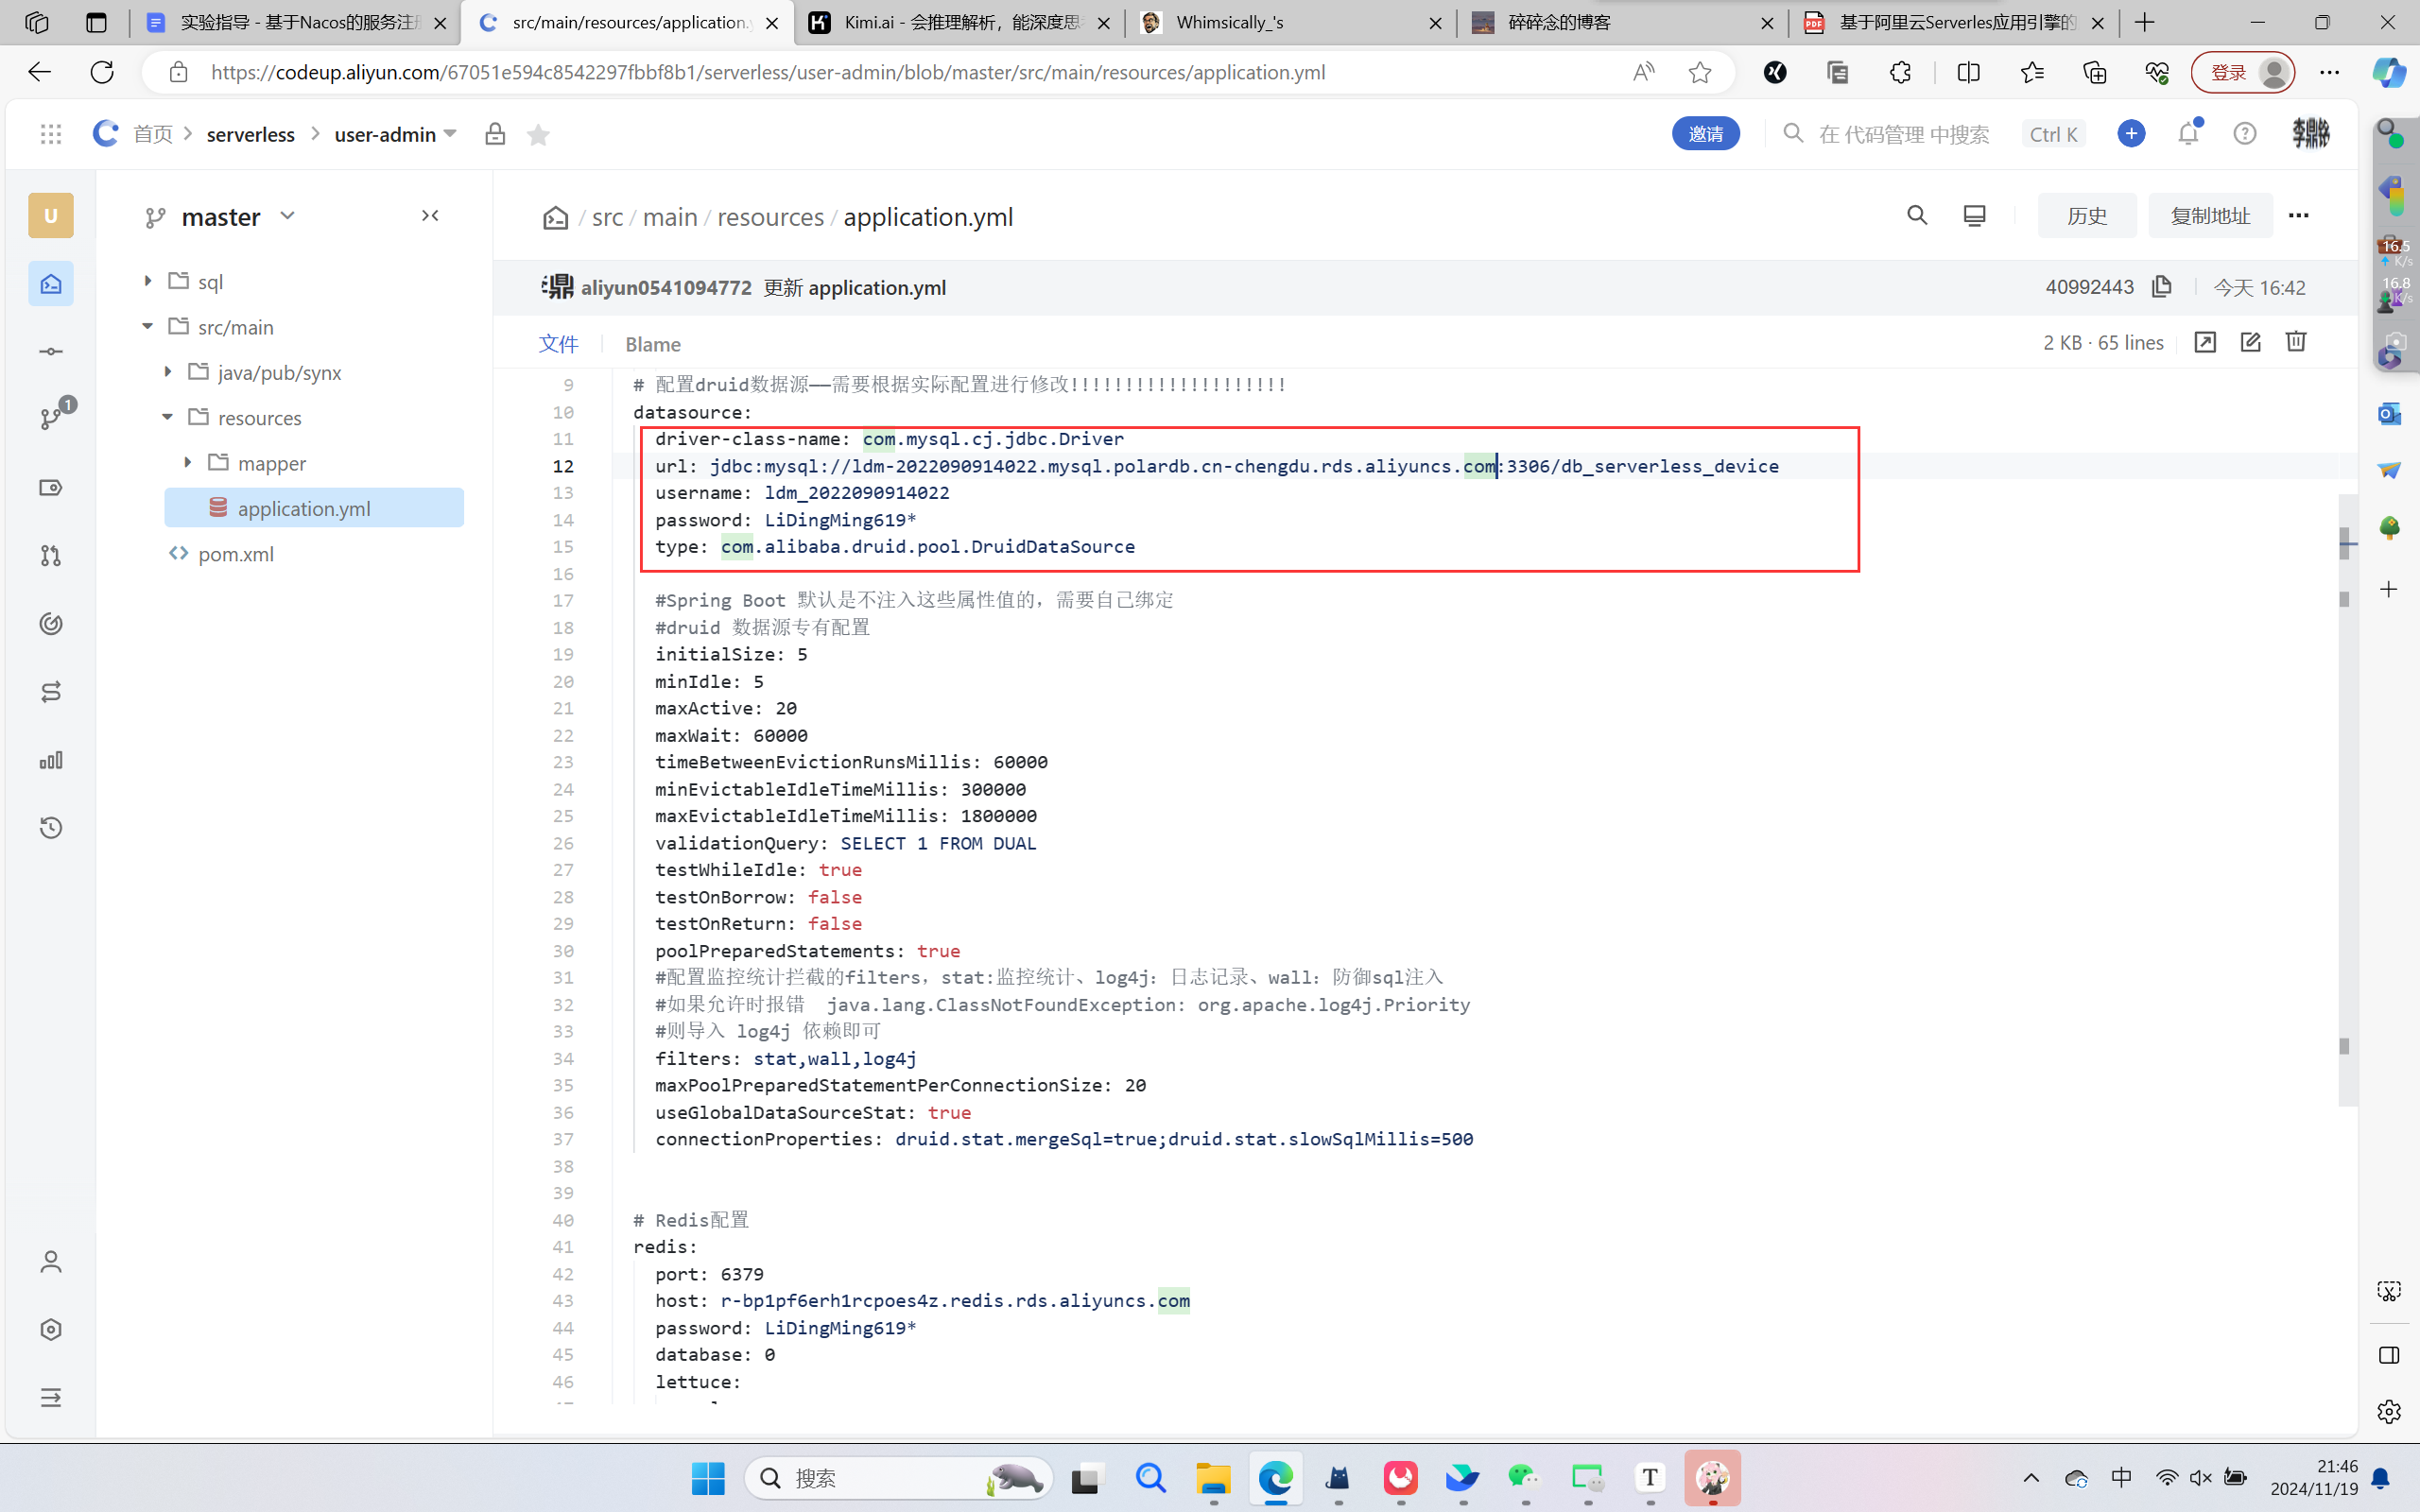 实验指导 - 基于Nacos的服务注册
src/main/resources/application.y
Kimi.ai - 会推理解析，能深度思考
Whimsically_'s
碎碎念的博客
基于阿里云Serverles应用引擎的
https://codeup.aliyun.com/67051e594c8542297fbbf8b1/serverless/user-admin/blob/master/src/main/resources/application.yml
登录
首页 > serverless > user-admin
邀请
在 代码管理 中搜索 Ctrl K
李鼎铭
U
master
/ src / main / resources / application.yml
历史
复制地址
sql
src/main
java/pub/synx
resources
mapper
application.yml
pom.xml
1
aliyun0541094772 更新 application.yml
40992443
今天 16:42
文件
Blame
2 KB · 65 lines
16.5
K/s
16.8
K/s
9 # 配置druid数据源——需要根据实际配置进行修改!!!!!!!!!!!!!!!!!!!!
10 datasource:
11 driver-class-name: com.mysql.cj.jdbc.Driver
12 url: jdbc:mysql://ldm-2022090914022.mysql.polardb.cn-chengdu.rds.aliyuncs.com:3306/db_serverless_device
13 username: ldm_2022090914022
14 password: LiDingMing619*
15 type: com.alibaba.druid.pool.DruidDataSource
16
17 #Spring Boot 默认是不注入这些属性值的，需要自己绑定
18 #druid 数据源专有配置
19 initialSize: 5
20 minIdle: 5
21 maxActive: 20
22 maxWait: 60000
23 timeBetweenEvictionRunsMillis: 60000
24 minEvictableIdleTimeMillis: 300000
25 maxEvictableIdleTimeMillis: 1800000
26 validationQuery: SELECT 1 FROM DUAL
27 testWhileIdle: true
28 testOnBorrow: false
29 testOnReturn: false
30 poolPreparedStatements: true
31 #配置监控统计拦截的filters，stat:监控统计、log4j：日志记录、wall：防御sql注入
32 #如果允许时报错  java.lang.ClassNotFoundException: org.apache.log4j.Priority
33 #则导入 log4j 依赖即可
34 filters: stat,wall,log4j
35 maxPoolPreparedStatementPerConnectionSize: 20
36 useGlobalDataSourceStat: true
37 connectionProperties: druid.stat.mergeSql=true;druid.stat.slowSqlMillis=500
38
39
40 # Redis配置
41 redis:
42 port: 6379
43 host: r-bp1pf6erh1rcpoes4z.redis.rds.aliyuncs.com
44 password: LiDingMing619*
45 database: 0
46 lettuce:
搜索
中
21:46
2024/11/19